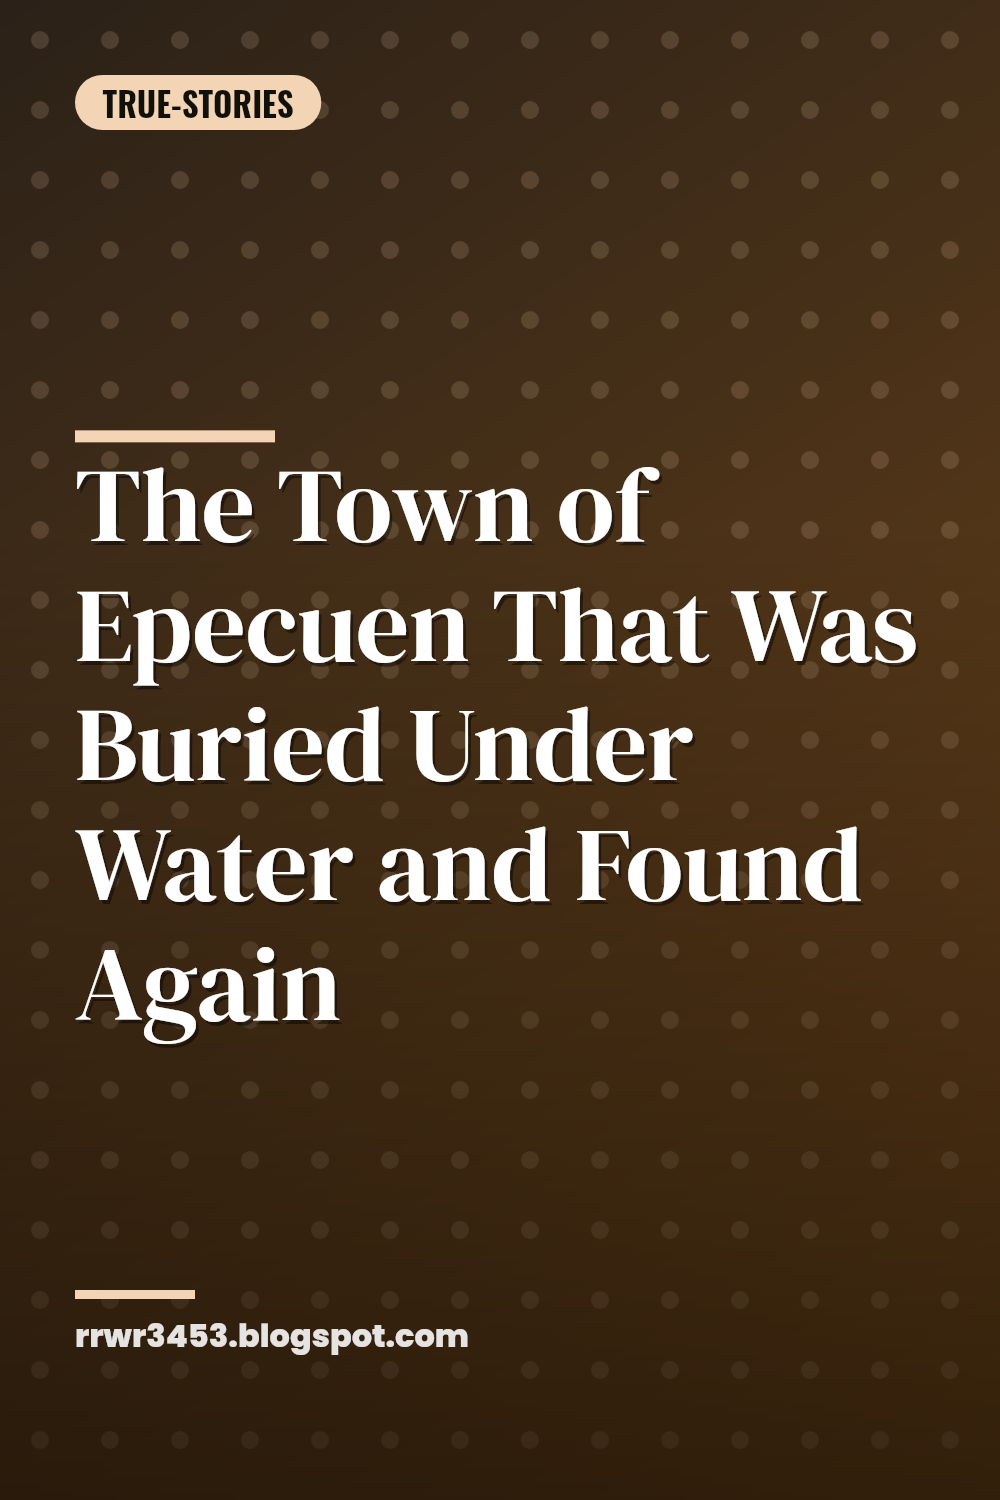 TRUE-STORIES
The Town of
Epecuen That Was
Buried Under
Water and Found
Again
rrwr3453.blogspot.com